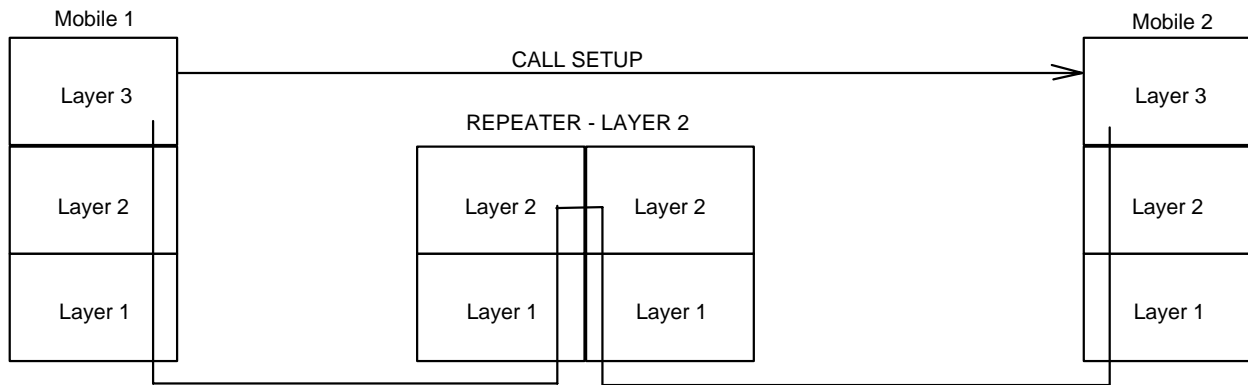 Mobile 1
Mobile 2
CALL SETUP
Layer 3
Layer 3
REPEATER - LAYER 2
Layer 2
Layer 2
Layer 2
Layer 2
Layer 1
Layer 1
Layer 1
Layer 1